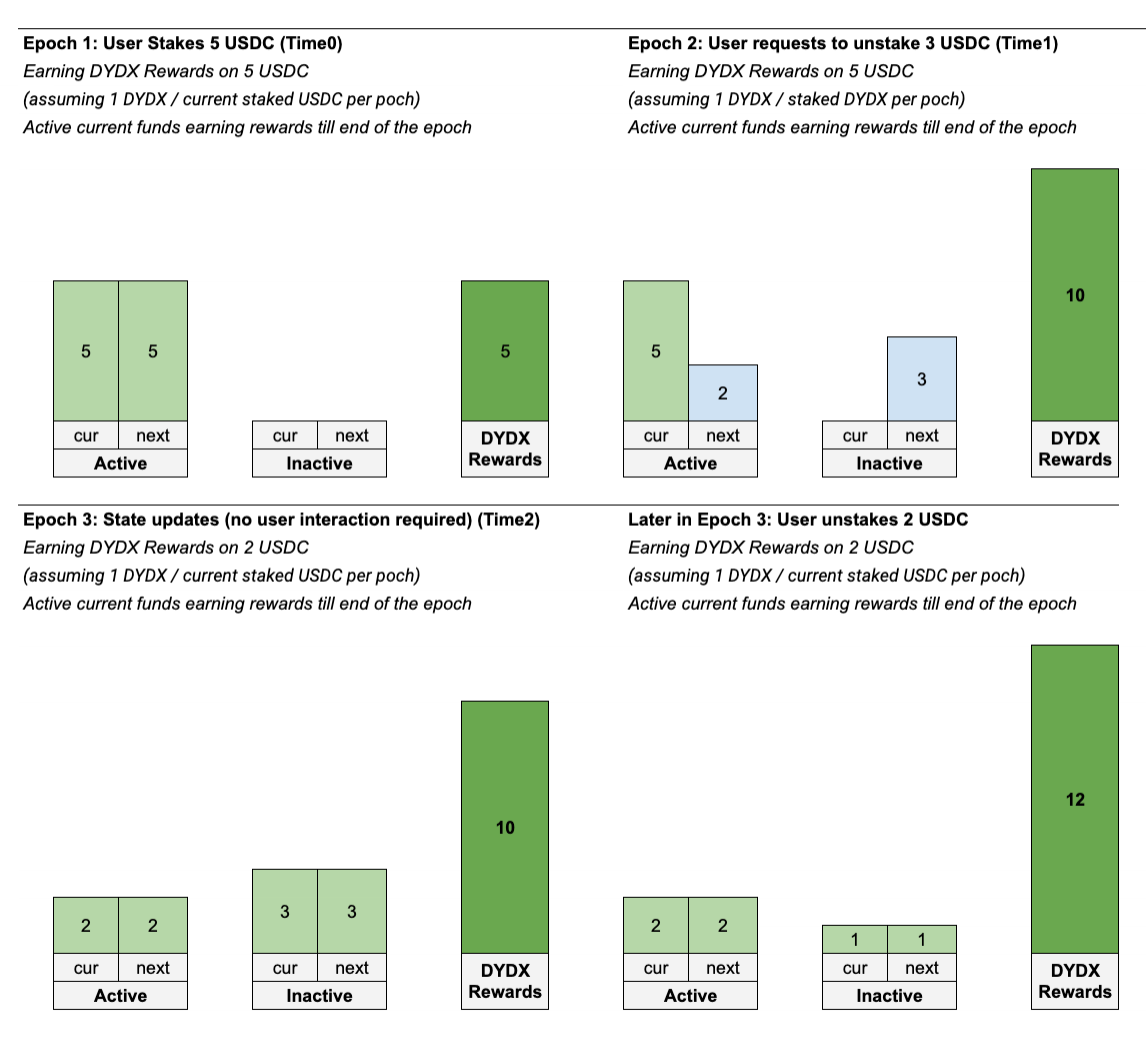 Epoch 1: User Stakes 5 USDC (Time0)
Earning DYDX Rewards on 5 USDC
(assuming 1 DYDX / current staked USDC per poch)
Active current funds earning rewards till end of the epoch
5
5
5
cur
next
Active
cur
next
Inactive
DYDX
Rewards
Epoch 2: User requests to unstake 3 USDC (Time1)
Earning DYDX Rewards on 5 USDC
(assuming 1 DYDX / staked DYDX per poch)
Active current funds earning rewards till end of the epoch
5
2
3
10
cur
next
Active
cur
next
Inactive
DYDX
Rewards
Epoch 3: State updates (no user interaction required) (Time2)
Earning DYDX Rewards on 2 USDC
(assuming 1 DYDX / current staked USDC per poch)
Active current funds earning rewards till end of the epoch
2
2
3
3
10
cur
next
Active
cur
next
Inactive
DYDX
Rewards
Later in Epoch 3: User unstakes 2 USDC
Earning DYDX Rewards on 2 USDC
(assuming 1 DYDX / current staked USDC per poch)
Active current funds earning rewards till end of the epoch
2
2
1
1
12
cur
next
Active
cur
next
Inactive
DYDX
Rewards